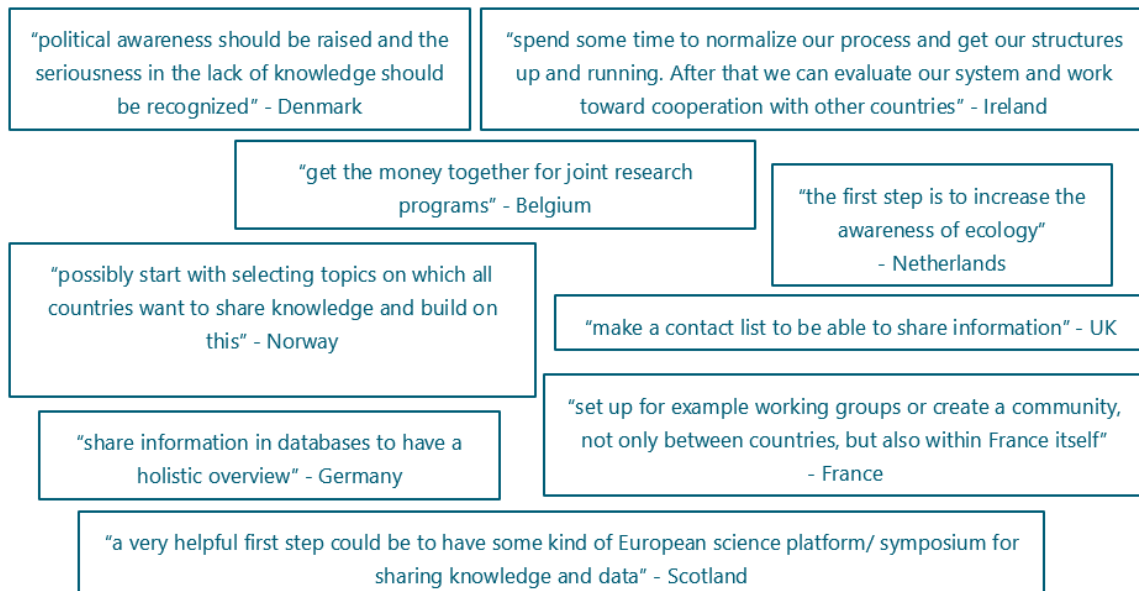 “political awareness should be raised and the
seriousness in the lack of knowledge should
be recognized” - Denmark
“spend some time to normalize our process and get our structures
up and running. After that we can evaluate our system and work
toward cooperation with other countries” - Ireland
“get the money together for joint research
programs” - Belgium
“the first step is to increase the
awareness of ecology”
- Netherlands
“possibly start with selecting topics on which all
countries want to share knowledge and build on
this” - Norway
“make a contact list to be able to share information” - UK
“set up for example working groups or create a community,
not only between countries, but also within France itself”
- France
“share information in databases to have a
holistic overview” - Germany
“a very helpful first step could be to have some kind of European science platform/ symposium for
sharing knowledge and data” - Scotland